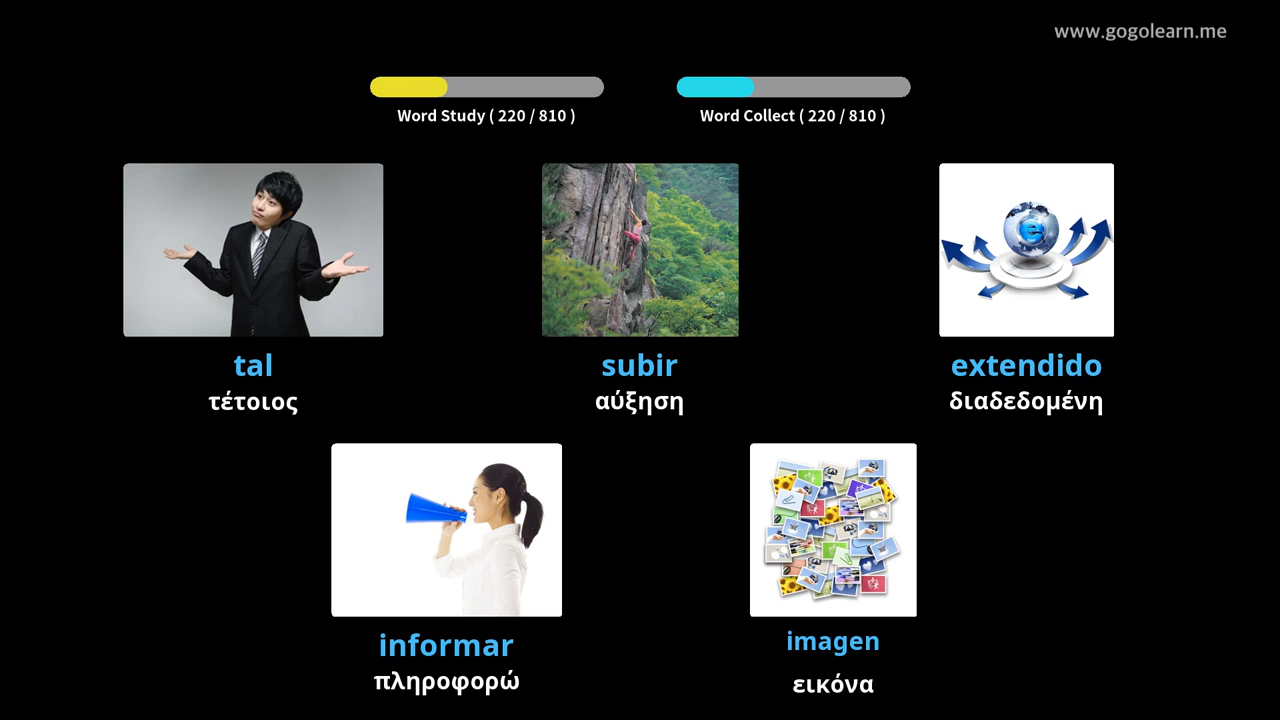 www.gogolearn.me
Word Study ( 220 / 810 )
Word Collect ( 220 / 810 )
tal
τέτοιος
subir
αύξηση
extendido
διαδεδομένη
informar
πληροφορώ
imagen
εικόνα